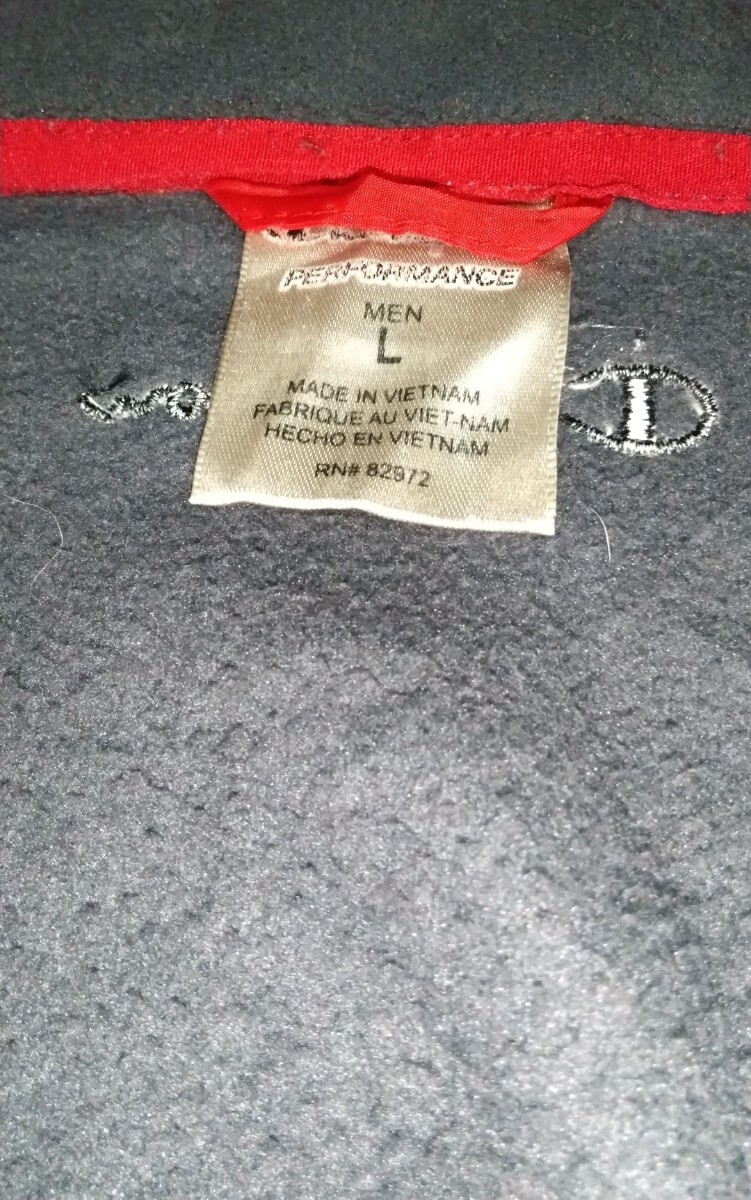 PERFORMANCE
MEN
L
MADE IN VIETNAM
FABRIQUE AU VIET-NAM
HECHO EN VIETNAM
RN# 82972